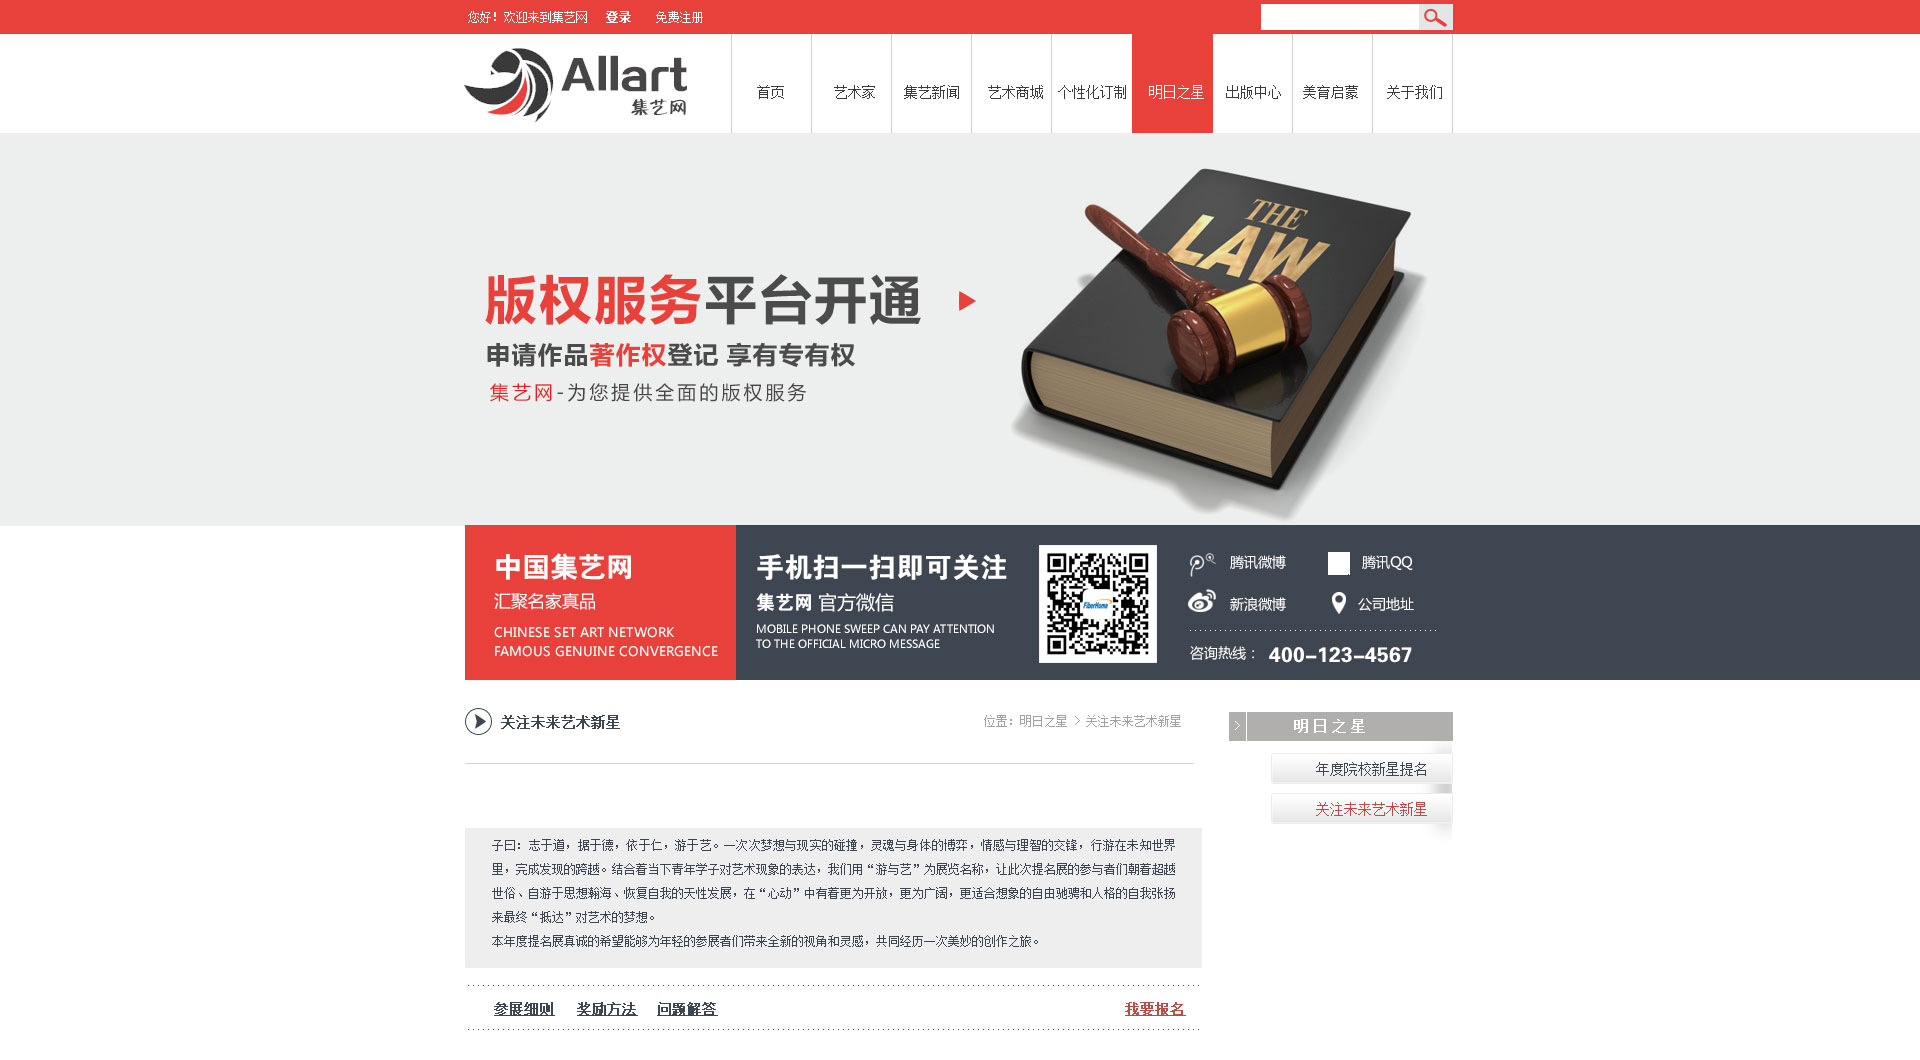 您好！欢迎来到集艺网 登录 免费注册
Allart
集艺网
首页 艺术家 集艺新闻 艺术商城 个性化订制 明日之星 出版中心 美育启蒙 关于我们
THE
LAW
版权服务平台开通
申请作品著作权登记 享有专有权
集艺网-为您提供全面的版权服务
中国集艺网
汇聚名家真品
CHINESE SET ART NETWORK
FAMOUS GENUINE CONVERGENCE
手机扫一扫即可关注
集艺网 官方微信
MOBILE PHONE SWEEP CAN PAY ATTENTION
TO THE OFFICIAL MICRO MESSAGE
FiberHome
腾讯微博 腾讯QQ
新浪微博 公司地址
咨询热线： 400-123-4567
关注未来艺术新星
位置：明日之星 > 关注未来艺术新星
明日之星
年度院校新星提名
关注未来艺术新星
子曰：志于道，据于德，依于仁，游于艺。一次次梦想与现实的碰撞，灵魂与身体的博弈，情感与理智的交锋，行游在未知世界
里，完成发现的跨越。结合着当下青年学子对艺术现象的表达，我们用“游与艺”为展览名称，让此次提名展的参与者们朝着超越
世俗、自游于思想瀚海、恢复自我的天性发展，在“心动”中有着更为开放，更为广阔，更适合想象的自由驰骋和人格的自我张扬
来最终“抵达”对艺术的梦想。
本年度提名展真诚的希望能够为年轻的参展者们带来全新的视角和灵感，共同经历一次美妙的创作之旅。
参展细则 奖励方法 问题解答 我要报名